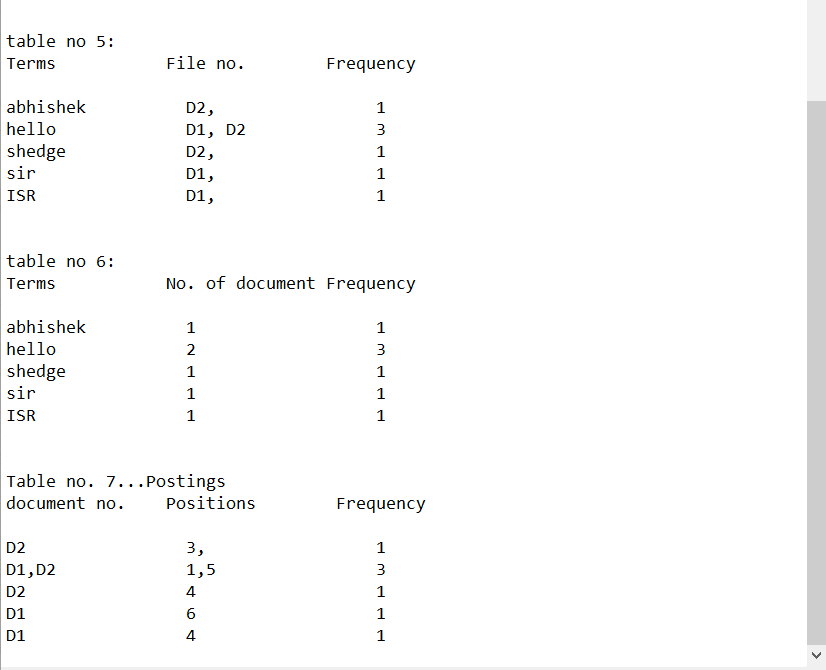 table no 5:
Terms File no. Frequency
abhishek D2, 1
hello D1, D2 3
shedge D2, 1
sir D1, 1
ISR D1, 1
table no 6:
Terms No. of document Frequency
abhishek 1 1
hello 2 3
shedge 1 1
sir 1 1
ISR 1 1
Table no. 7...Postings
document no. Positions Frequency
D2 3, 1
D1,D2 1,5 3
D2 4 1
D1 6 1
D1 4 1